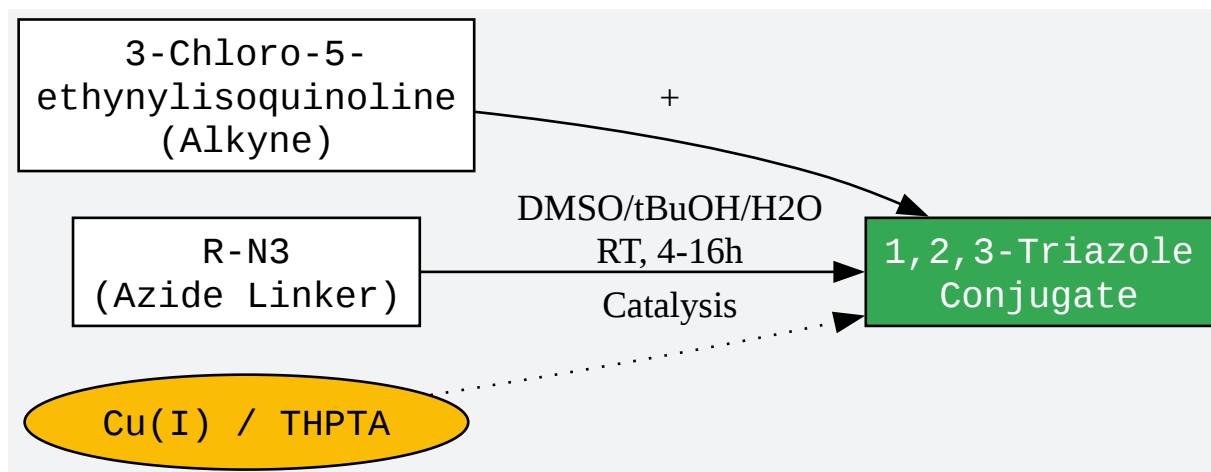 3-Chloro-5-
ethynylisoquinoline
(Alkyne)
+
DMSO/tBuOH/H2O
RT, 4-16h
R-N3
(Azide Linker)
1,2,3-Triazole
Conjugate
Catalysis
Cu(I) / THPTA